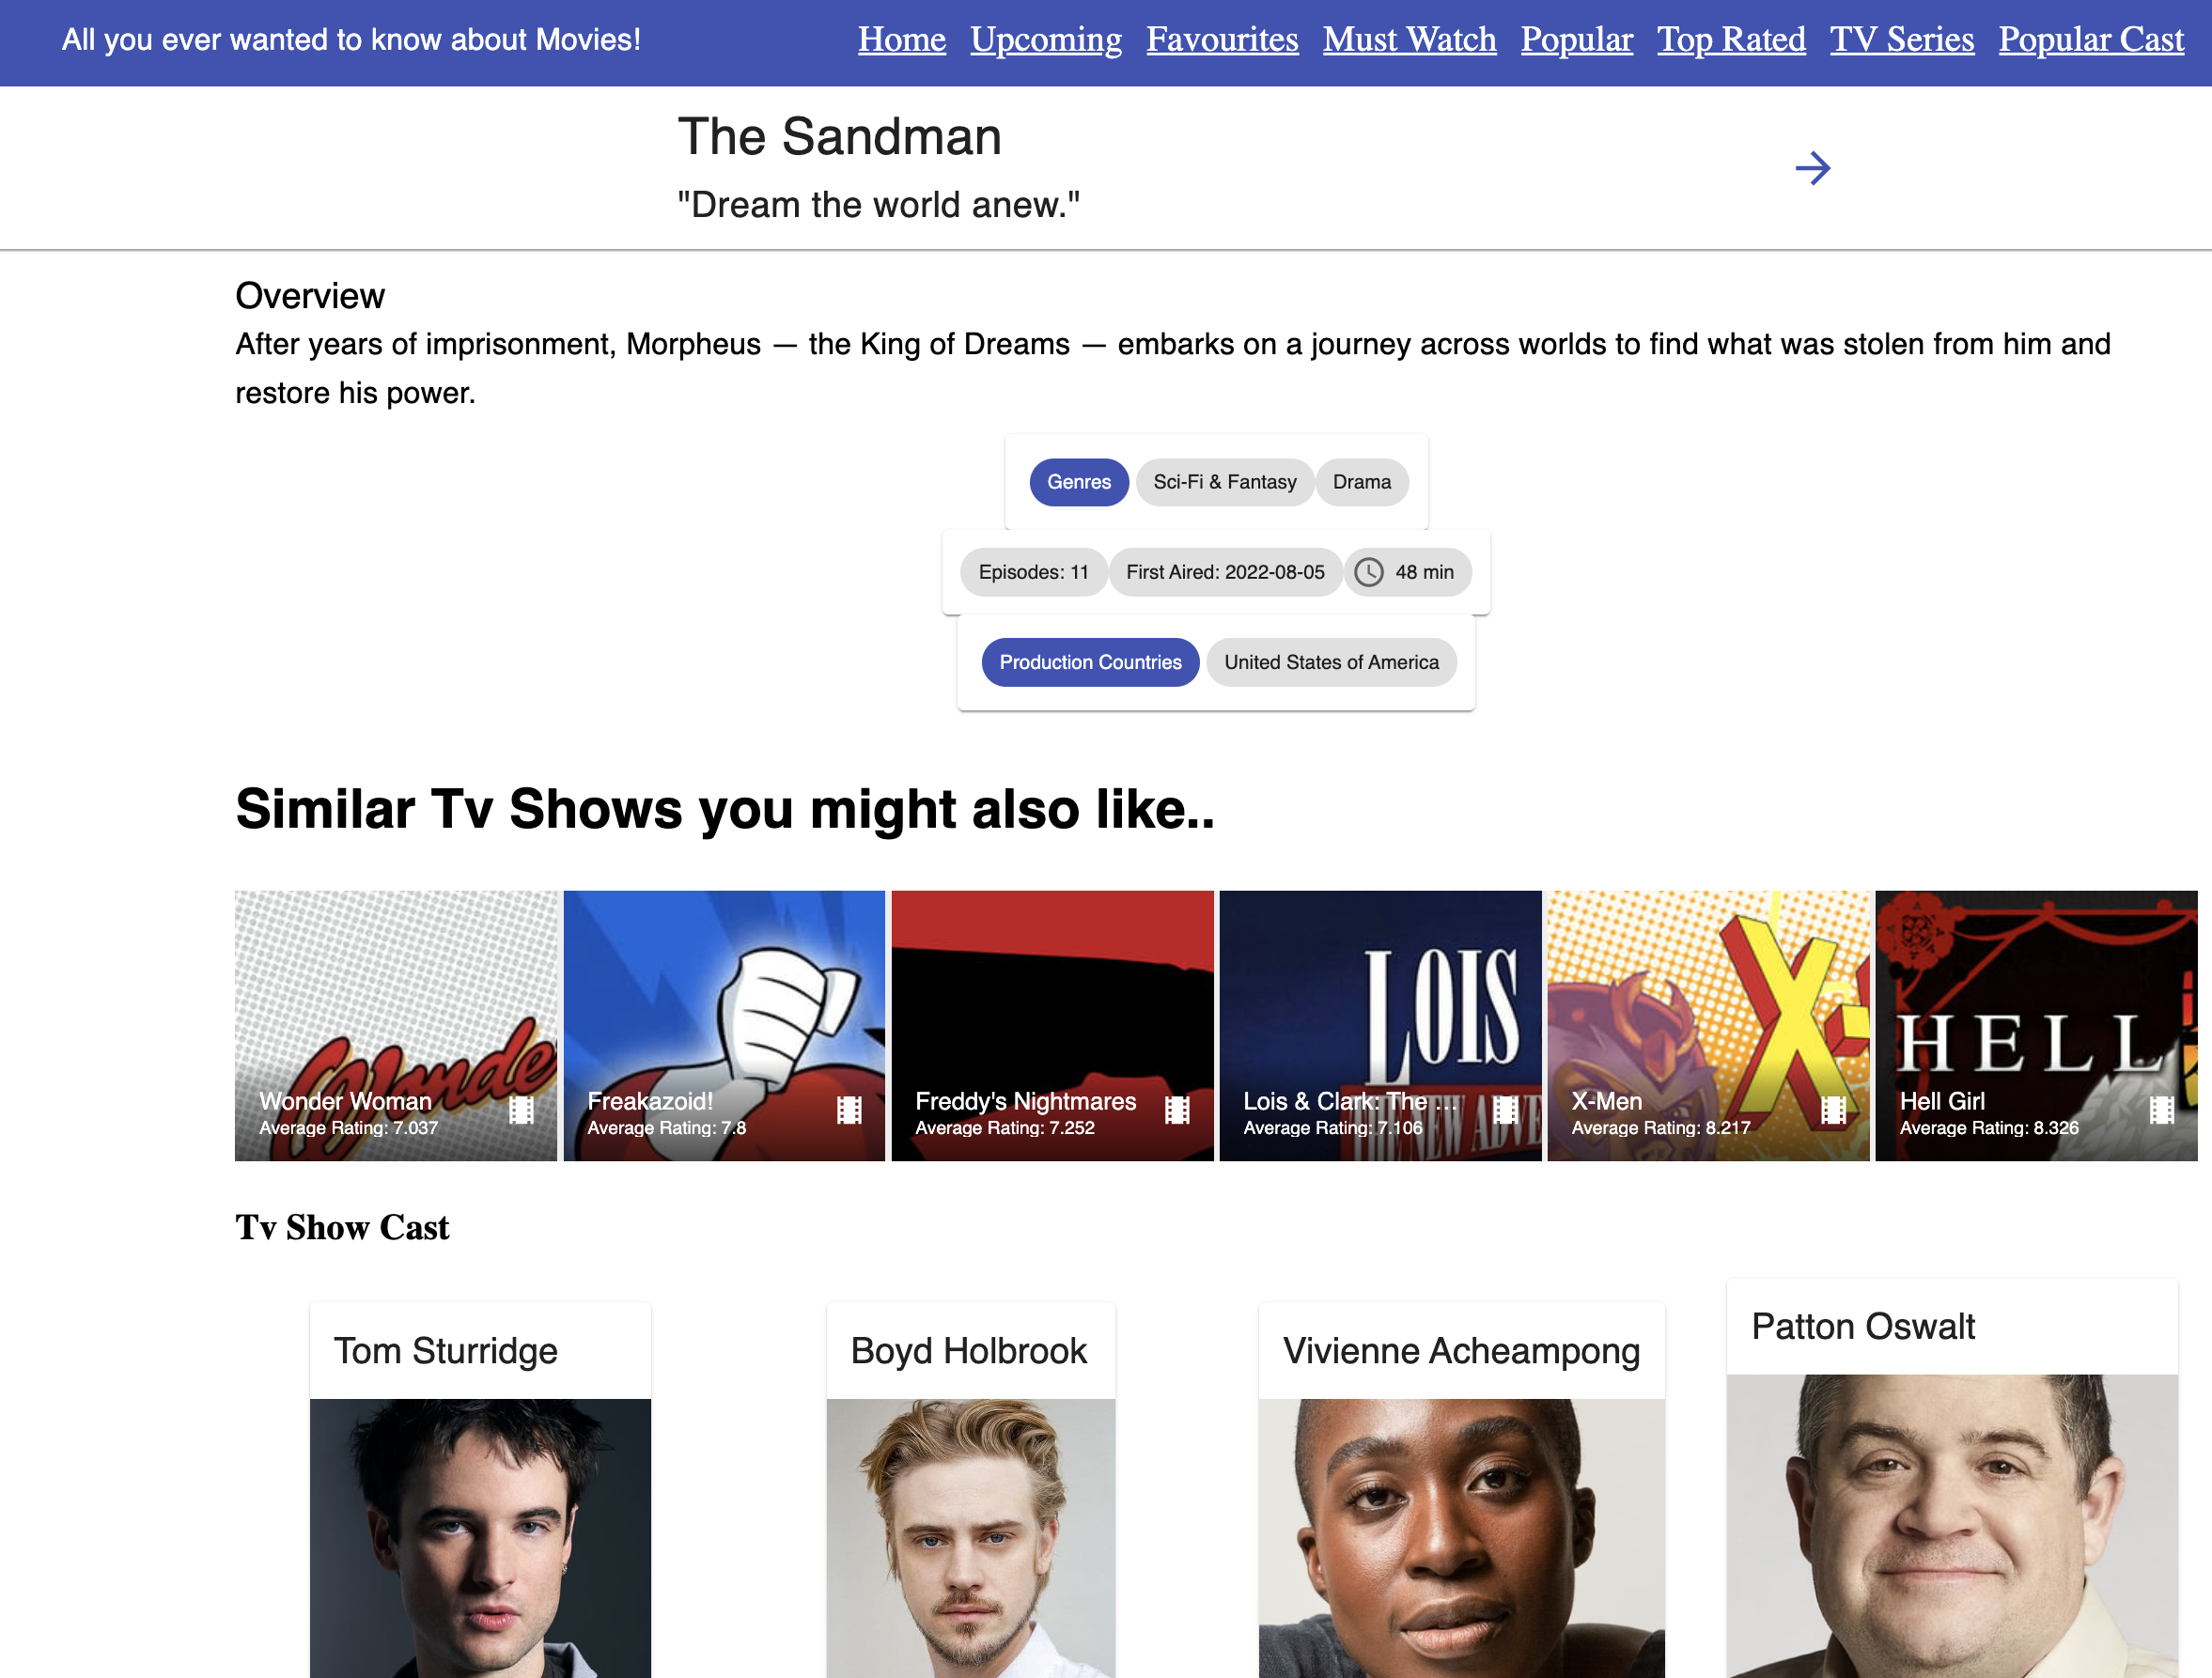 All you ever wanted to know about Movies!
Home Upcoming Favourites Must Watch Popular Top Rated TV Series Popular Cast
The Sandman
"Dream the world anew."
Overview
After years of imprisonment, Morpheus — the King of Dreams — embarks on a journey across worlds to find what was stolen from him and
restore his power.
Genres Sci-Fi & Fantasy Drama
Episodes: 11 First Aired: 2022-08-05 48 min
Production Countries United States of America
Similar Tv Shows you might also like..
Wonde
Wonder Woman
Average Rating: 7.037
Freakazoid!
Average Rating: 7.8
Freddy's Nightmares
Average Rating: 7.252
LOIS
THE NEW ADVE
Lois & Clark: The ...
Average Rating: 7.106
X-
X-Men
Average Rating: 8.217
HELL
Hell Girl
Average Rating: 8.326
Tv Show Cast
Tom Sturridge
Boyd Holbrook
Vivienne Acheampong
Patton Oswalt